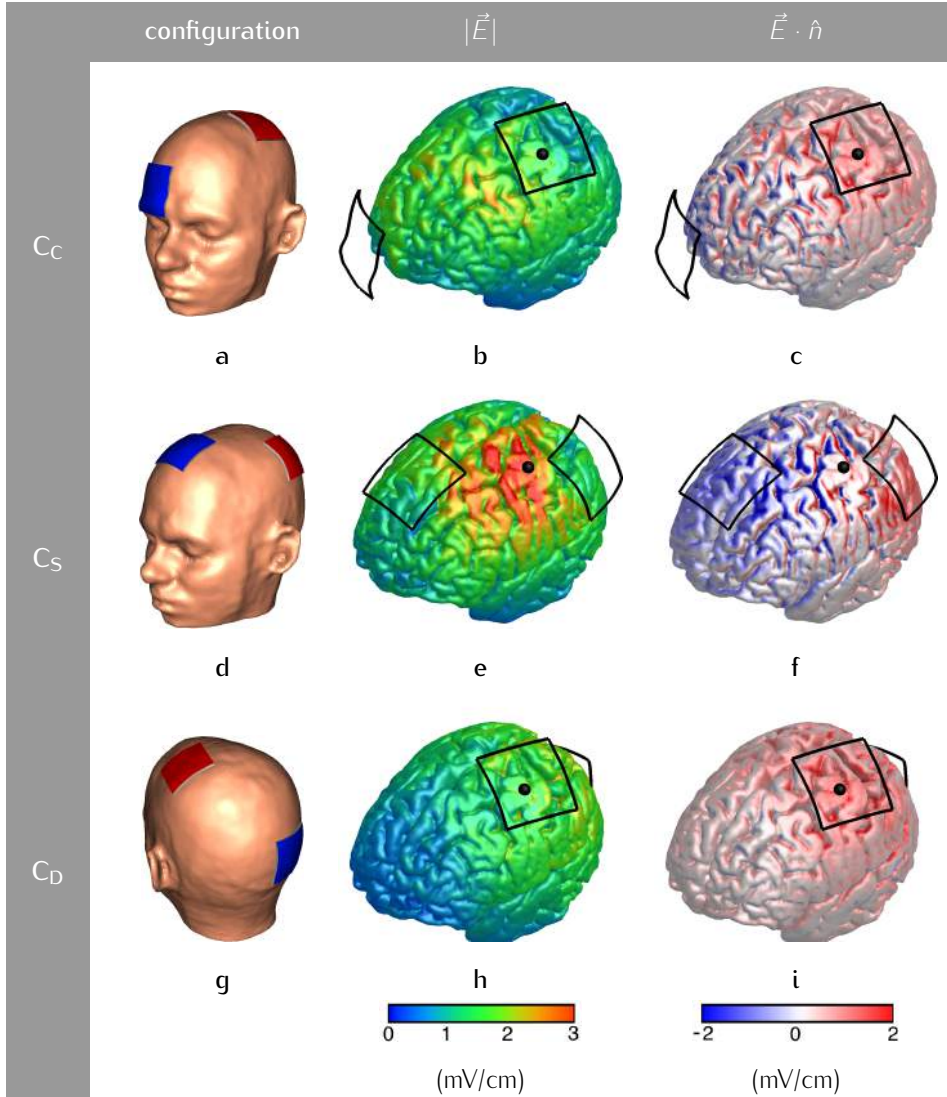 configuration |E⃗| E⃗ · n̂
C_C
a b c
C_S
d e f
C_D
g h i
0 1 2 3 -2 0 2
(mV/cm) (mV/cm)